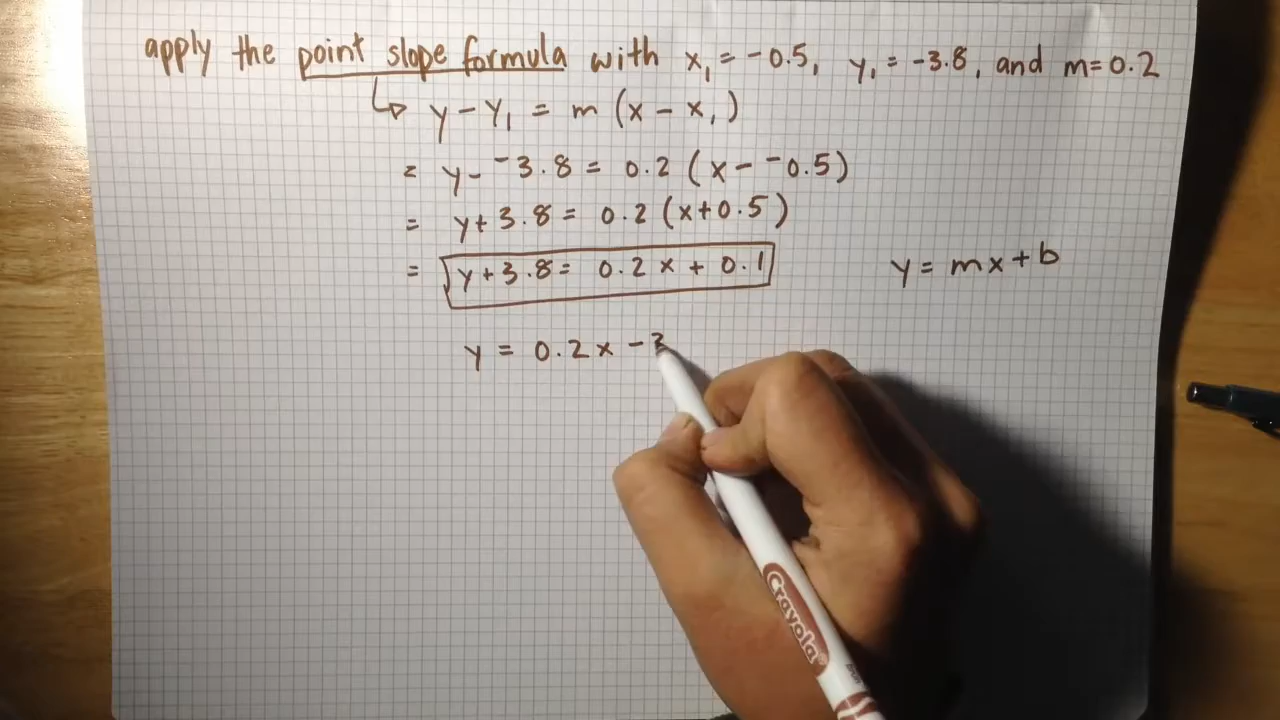 apply the point slope formula with x₁ = -0.5, y₁ = -3.8, and m = 0.2
y - y₁ = m (x - x₁)
= y - -3.8 = 0.2 (x - -0.5)
= y + 3.8 = 0.2 (x + 0.5)
= y + 3.8 = 0.2 x + 0.1
y = mx + b
y = 0.2 x - 3
Crayola